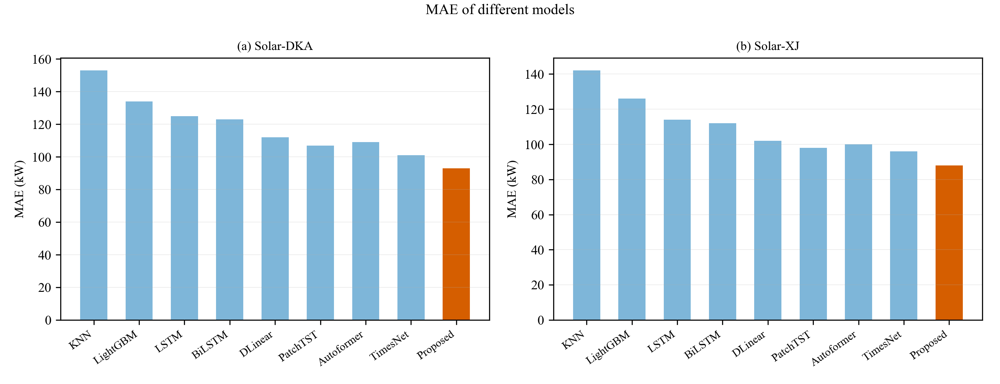 MAE of different models
(a) Solar-DKA
MAE (kW)
160
140
120
100
80
60
40
20
0
KNN
LightGBM
LSTM
BiLSTM
DLinear
PatchTST
Autoformer
TimesNet
Proposed
(b) Solar-XJ
MAE (kW)
140
120
100
80
60
40
20
0
KNN
LightGBM
LSTM
BiLSTM
DLinear
PatchTST
Autoformer
TimesNet
Proposed